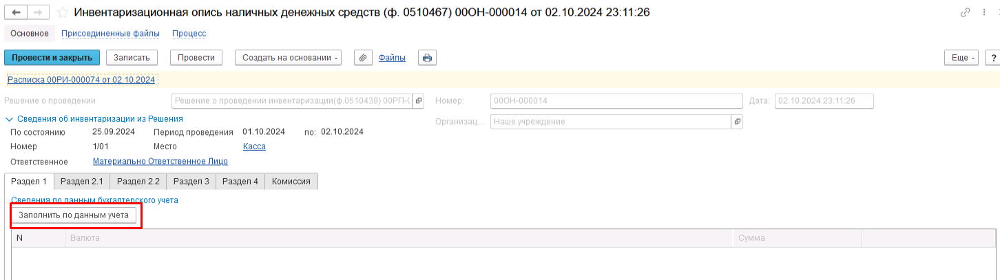 Инвентаризационная опись наличных денежных средств (ф. 0510467) 00ОН-000014 от 02.10.2024 23:11:26
Основное Присоединенные файлы Процесс
Провести и закрыть Записать Провести Создать на основании Файлы Еще ?
Расписка 00РИ-000074 от 02.10.2024
Решение о проведении Решение о проведении инвентаризации(ф.0510439) 00РП-( Номер: 00ОН-000014 Дата: 02.10.2024 23:11:26
Сведения об инвентаризации из Решения Организац... Наше учреждение
По состоянию 25.09.2024 Период проведения 01.10.2024 по: 02.10.2024
Номер 1/01 Место Касса
Ответственное Материально Ответственное Лицо
Раздел 1 Раздел 2.1 Раздел 2.2 Раздел 3 Раздел 4 Комиссия
Сведения по данным бухгалтерского учета
Заполнить по данным учета
N Валюта Сумма